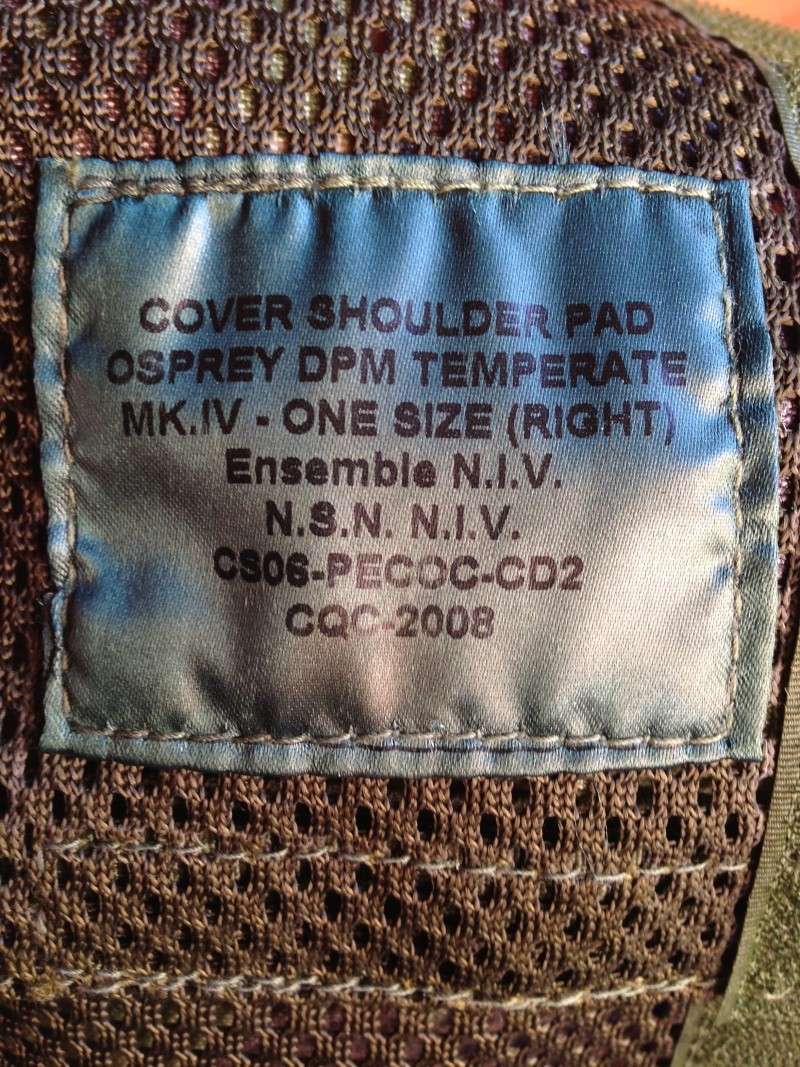 COVER SHOULDER PAD
OSPREY DPM TEMPERATE
MK.IV - ONE SIZE (RIGHT)
Ensemble N.I.V.
N.S.N. N.I.V.
CS06-PECOC-CD2
CQC-2008